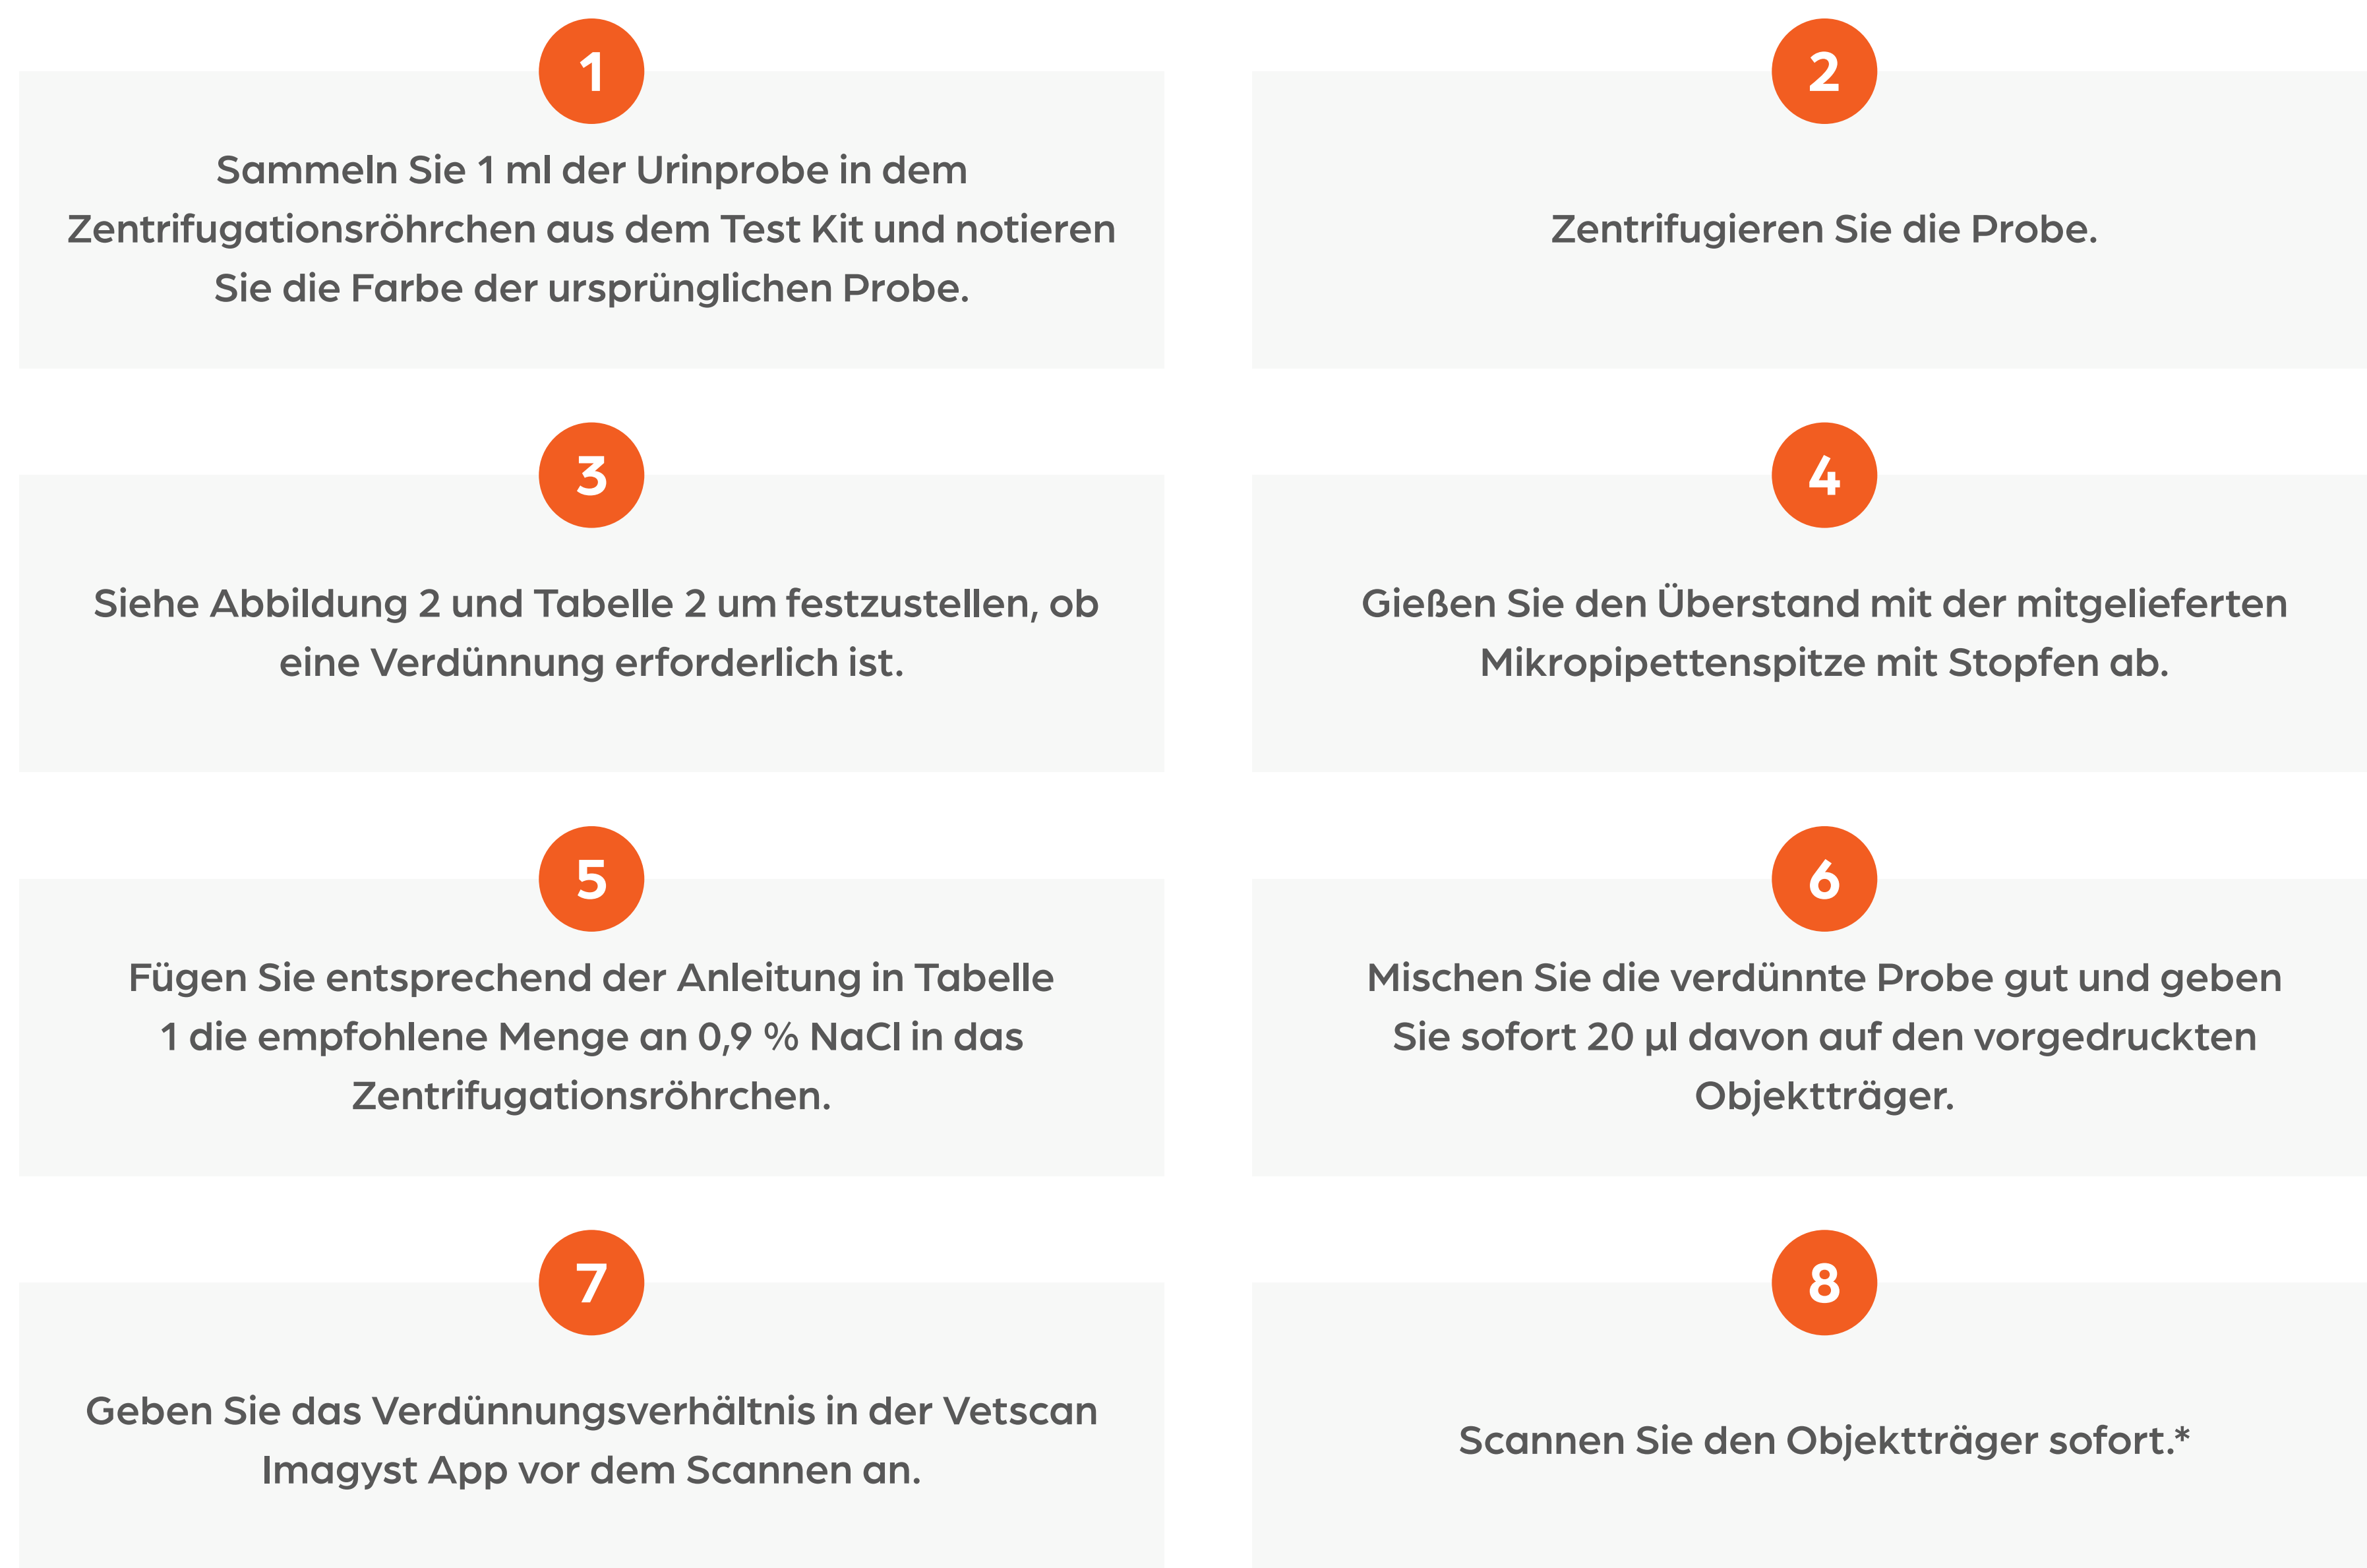 1
Sammeln Sie 1 ml der Urinprobe in dem
Zentrifugationsröhrchen aus dem Test Kit und notieren
Sie die Farbe der ursprünglichen Probe.
2
Zentrifugieren Sie die Probe.
3
Siehe Abbildung 2 und Tabelle 2 um festzustellen, ob
eine Verdünnung erforderlich ist.
4
Gießen Sie den Überstand mit der mitgelieferten
Mikropipettenspitze mit Stopfen ab.
5
Fügen Sie entsprechend der Anleitung in Tabelle
1 die empfohlene Menge an 0,9 % NaCl in das
Zentrifugationsröhrchen.
6
Mischen Sie die verdünnte Probe gut und geben
Sie sofort 20 µl davon auf den vorgedruckten
Objektträger.
7
Geben Sie das Verdünnungsverhältnis in der Vetscan
Imagyst App vor dem Scannen an.
8
Scannen Sie den Objektträger sofort.*